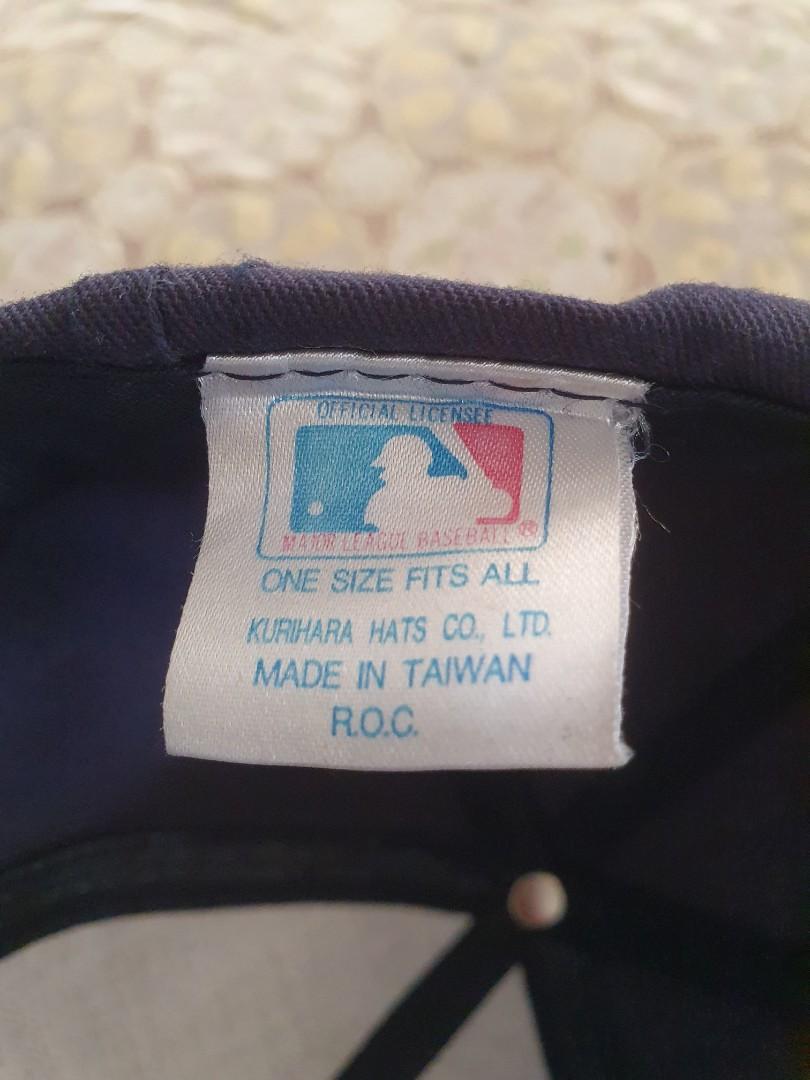 OFFICIAL LICENSEE
MAJOR LEAGUE BASEBALL ®
ONE SIZE FITS ALL
KURIHARA HATS CO., LTD.
MADE IN TAIWAN
R.O.C.